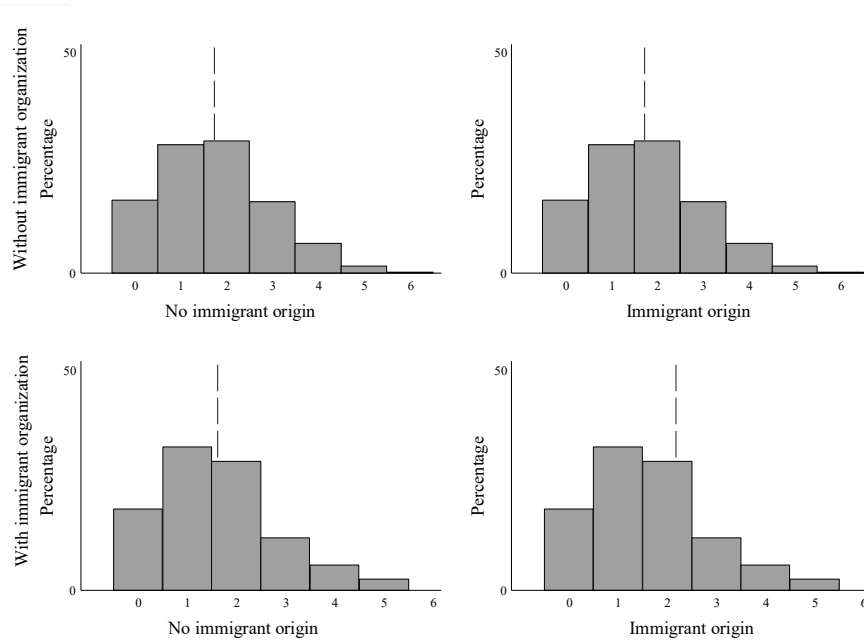 Without immigrant organization
Percentage
50
0
0 1 2 3 4 5 6
No immigrant origin
Percentage
50
0
0 1 2 3 4 5 6
Immigrant origin
With immigrant organization
Percentage
50
0
0 1 2 3 4 5 6
No immigrant origin
Percentage
50
0
0 1 2 3 4 5 6
Immigrant origin